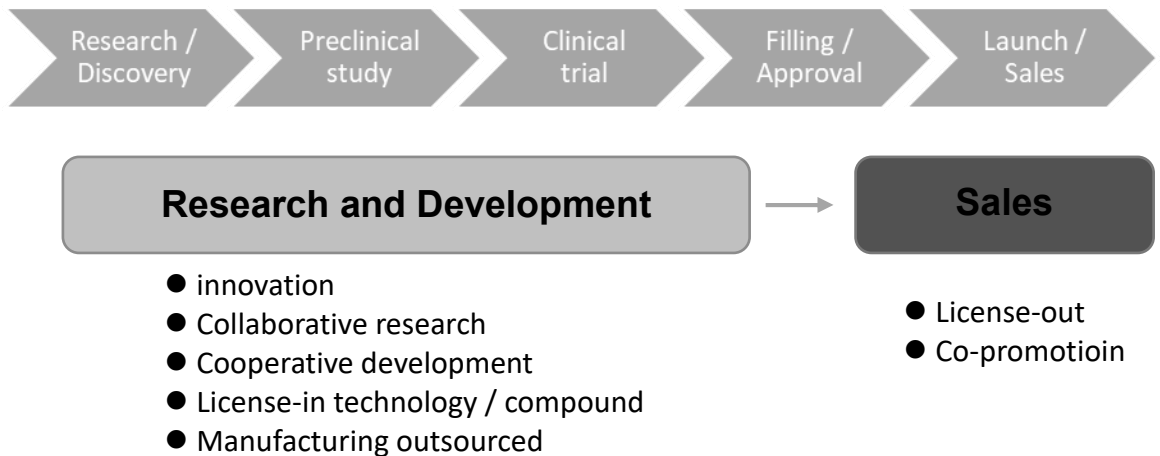 Research /
Discovery
Preclinical
study
Clinical
trial
Filling /
Approval
Launch /
Sales
Research and Development
Sales
● innovation
● Collaborative research
● Cooperative development
● License-in technology / compound
● Manufacturing outsourced
● License-out
● Co-promotioin